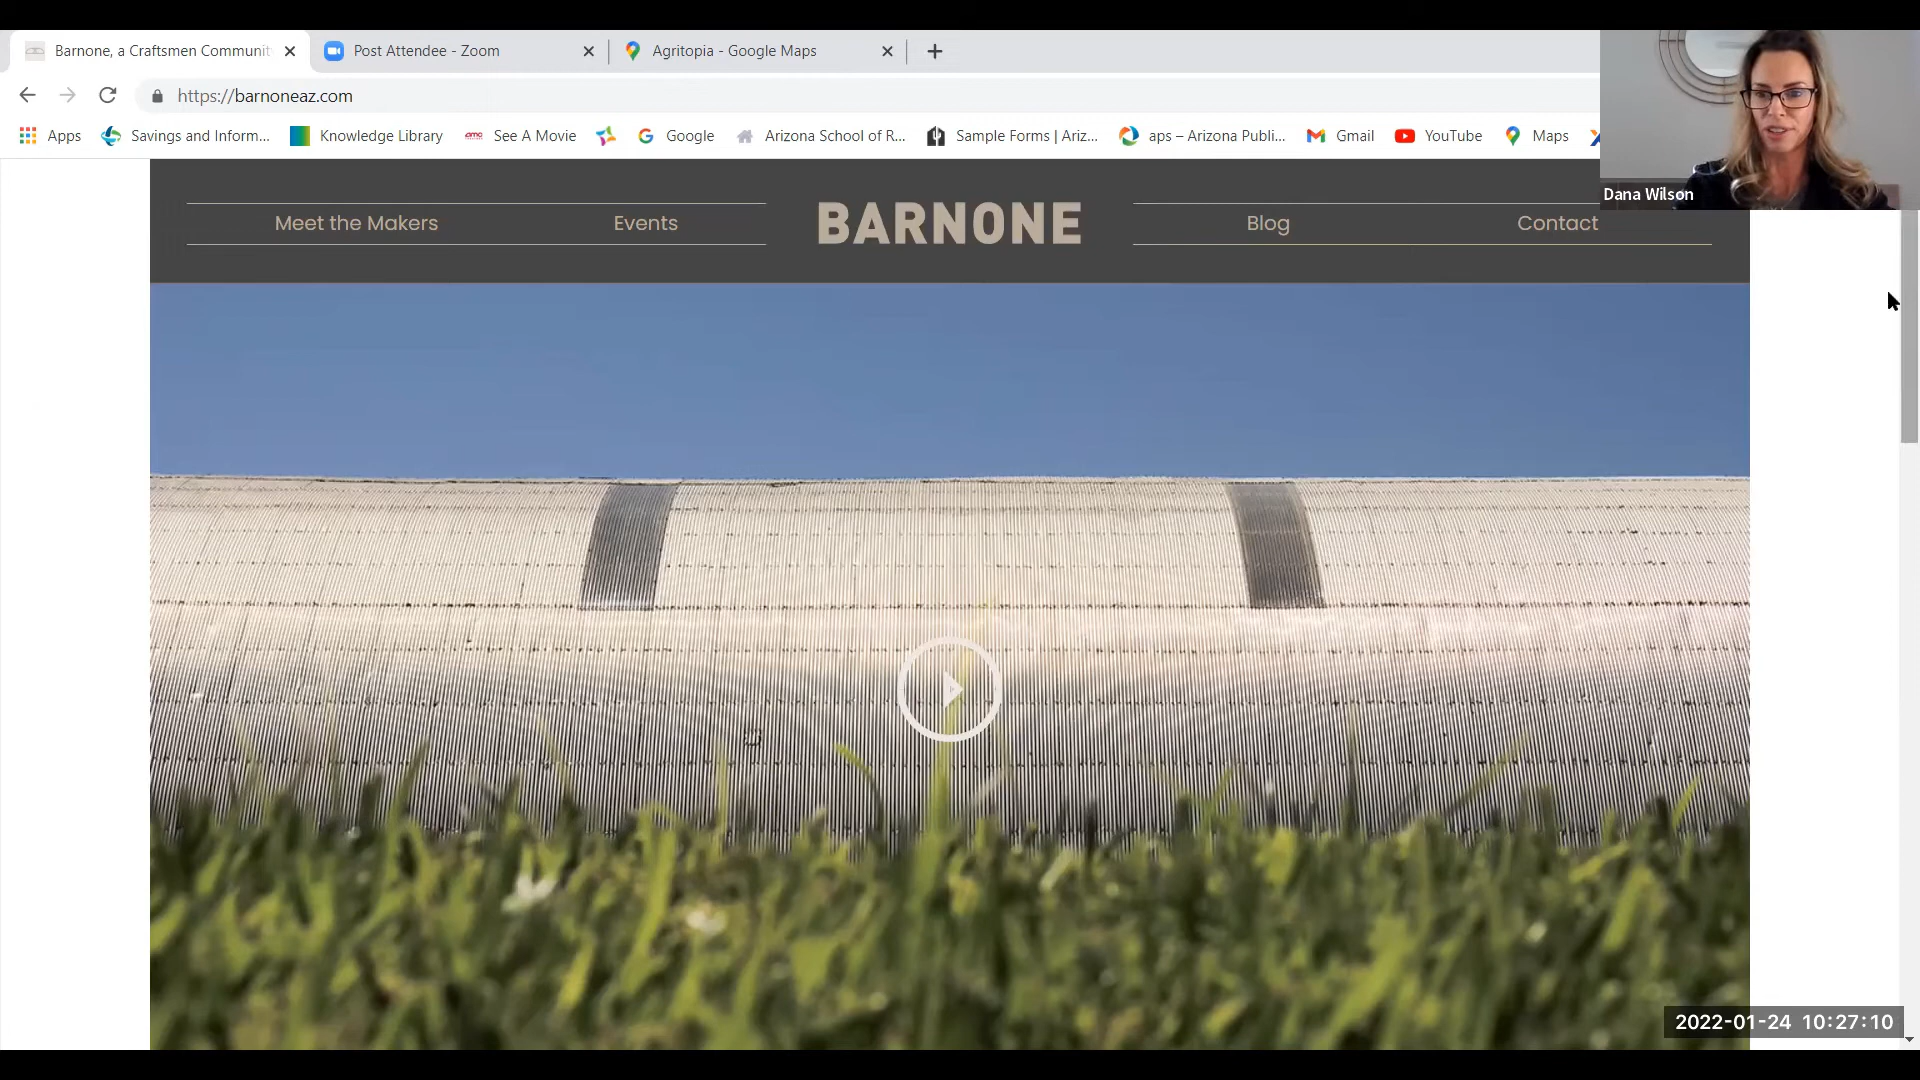 Barnone, a Craftsmen Communit
Post Attendee - Zoom
Agritopia - Google Maps
https://barnoneaz.com
Apps
Savings and Inform...
Knowledge Library
amc
See A Movie
Google
Arizona School of R...
Sample Forms | Ariz...
aps – Arizona Publi...
Gmail
YouTube
Maps
Dana Wilson
Meet the Makers
Events
BARNONE
Blog
Contact
2022-01-24 10:27:10